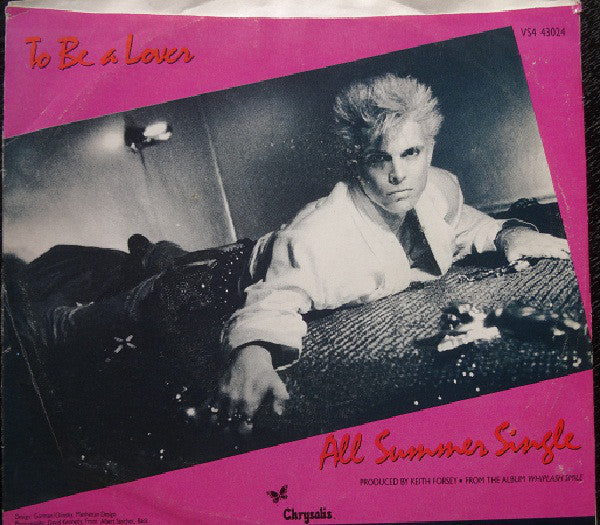 To Be a Lover
VS4 43024
All Summer Single
PRODUCED BY KEITH FORSEY • FROM THE ALBUM WHIPLASH SMILE
Chrysalis